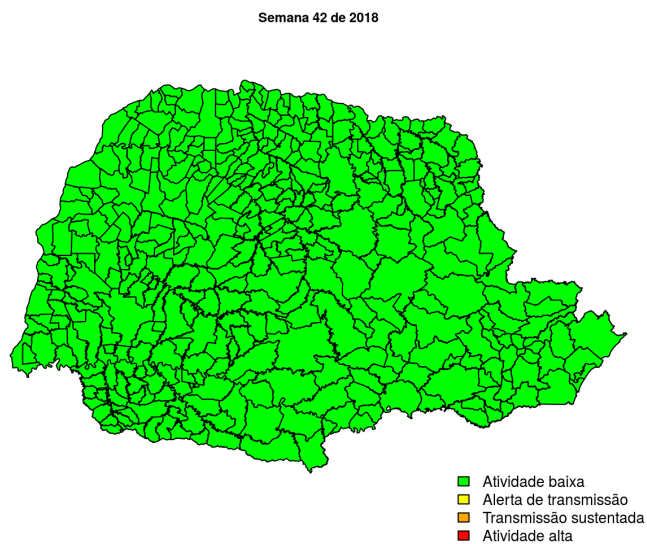 Semana 42 de 2018
Atividade baixa
Alerta de transmissão
Transmissão sustentada
Atividade alta